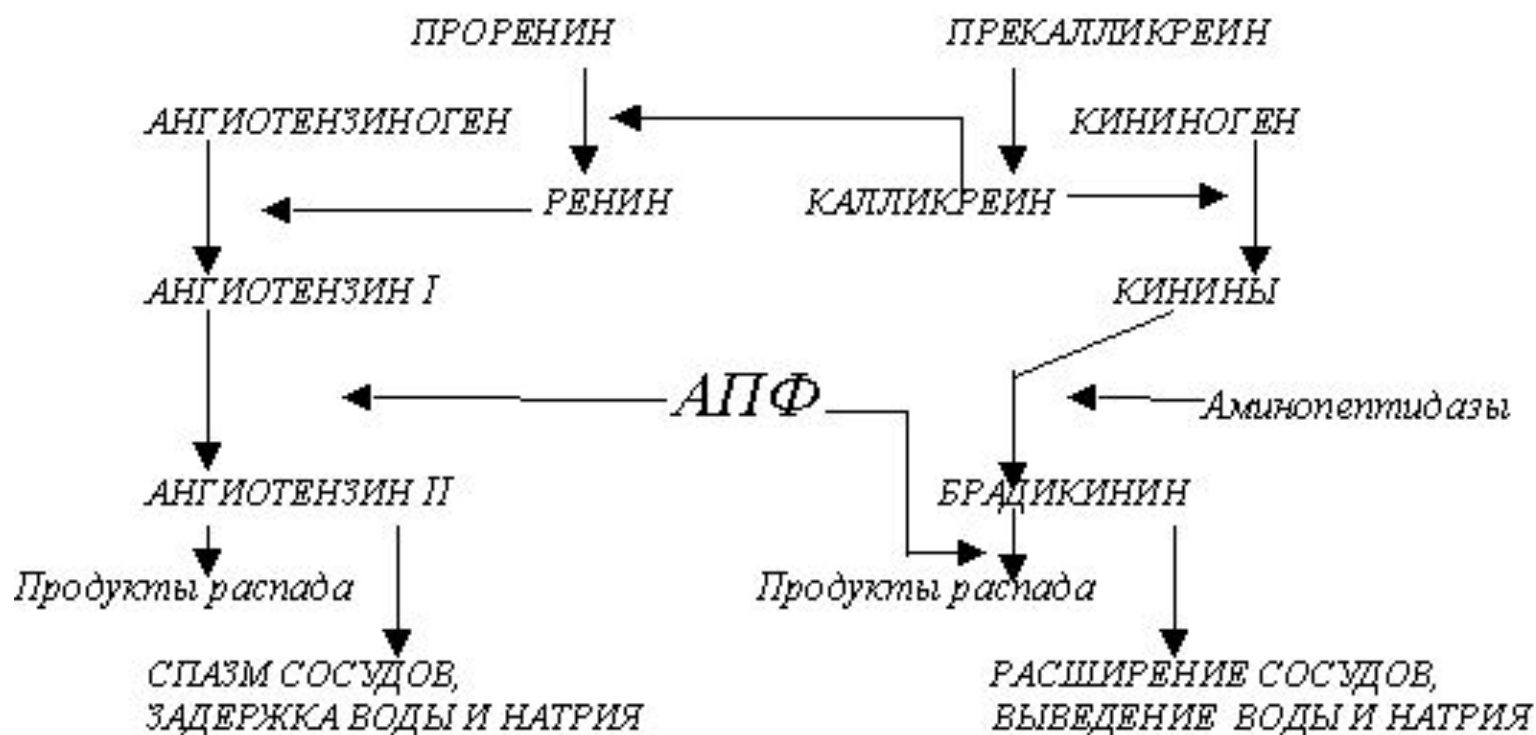 ПРОРЕНИН
ПРЕКАЛЛИКРЕИН
АНГИОТЕНЗИНОГЕН
КИНИНОГЕН
РЕНИН
КАЛЛИКРЕИН
АНГИОТЕНЗИН I
КИНИНЫ
АПФ
Аминопептидазы
АНГИОТЕНЗИН II
БРАДИКИНИН
Продукты распада
Продукты распада
СПАЗМ СОСУДОВ,
ЗАДЕРЖКА ВОДЫ И НАТРИЯ
РАСШИРЕНИЕ СОСУДОВ,
ВЫВЕДЕНИЕ ВОДЫ И НАТРИЯ